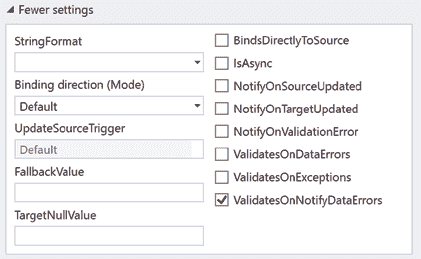 Fewer settings
StringFormat
Binding direction (Mode)
Default
UpdateSourceTrigger
Default
FallbackValue
TargetNullValue
BindsDirectlyToSource
IsAsync
NotifyOnSourceUpdated
NotifyOnTargetUpdated
NotifyOnValidationError
ValidatesOnDataErrors
ValidatesOnExceptions
ValidatesOnNotifyDataErrors